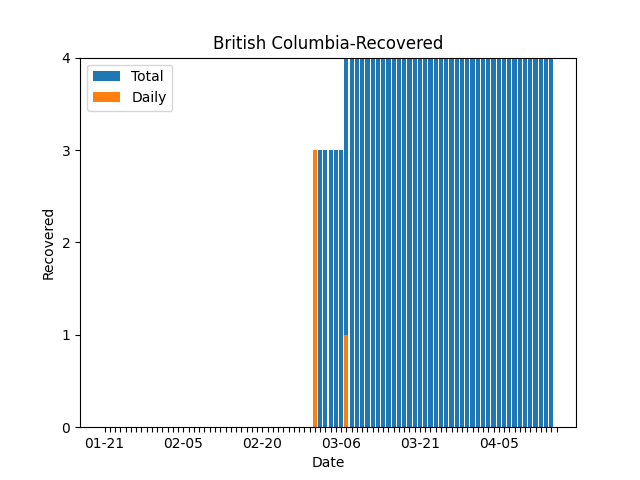 British Columbia-Recovered
Total
Daily
Recovered
4
3
2
1
0
01-21 02-05 02-20 03-06 03-21 04-05
Date